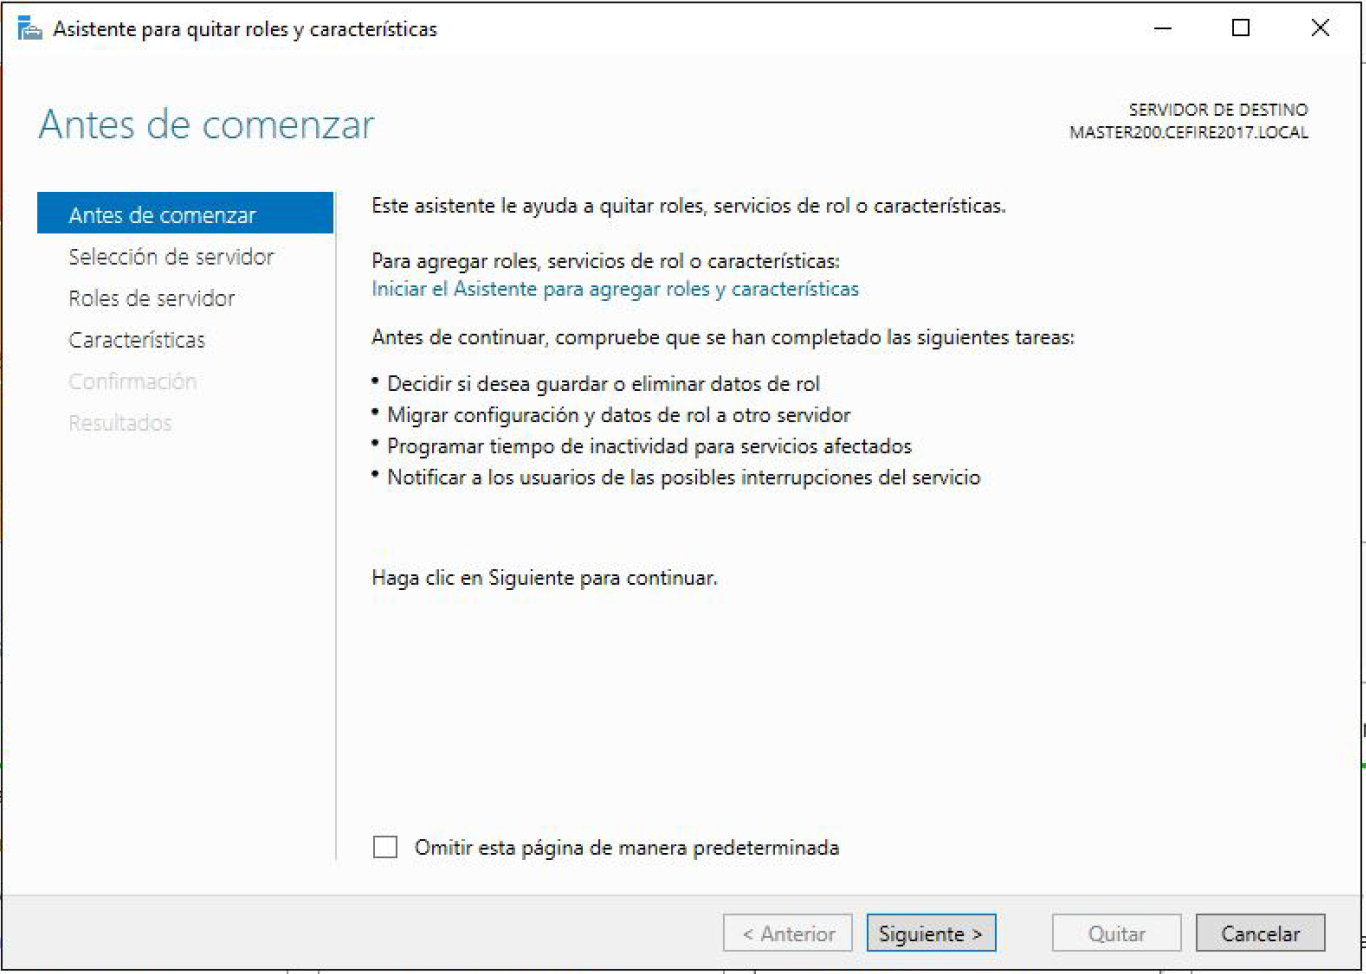 Asistente para quitar roles y características
Antes de comenzar
SERVIDOR DE DESTINO
MASTER200.CEFIRE2017.LOCAL
Antes de comenzar
Selección de servidor
Roles de servidor
Características
Confirmación
Resultados
Este asistente le ayuda a quitar roles, servicios de rol o características.
Para agregar roles, servicios de rol o características:
Iniciar el Asistente para agregar roles y características
Antes de continuar, compruebe que se han completado las siguientes tareas:
• Decidir si desea guardar o eliminar datos de rol
• Migrar configuración y datos de rol a otro servidor
• Programar tiempo de inactividad para servicios afectados
• Notificar a los usuarios de las posibles interrupciones del servicio
Haga clic en Siguiente para continuar.
Omitir esta página de manera predeterminada
< Anterior
Siguiente >
Quitar
Cancelar